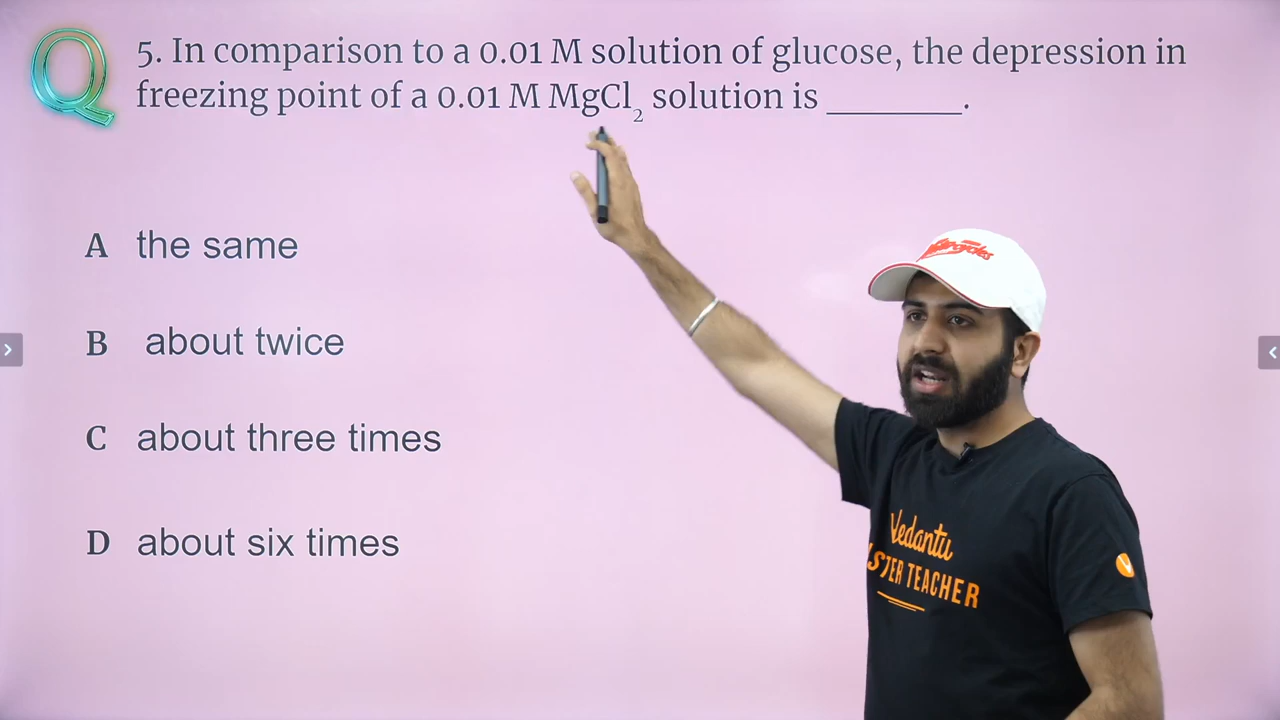 Q
5. In comparison to a 0.01 M solution of glucose, the depression in
freezing point of a 0.01 M MgCl₂ solution is ________.
A the same
B about twice
C about three times
D about six times
Vedantu
TEACHER